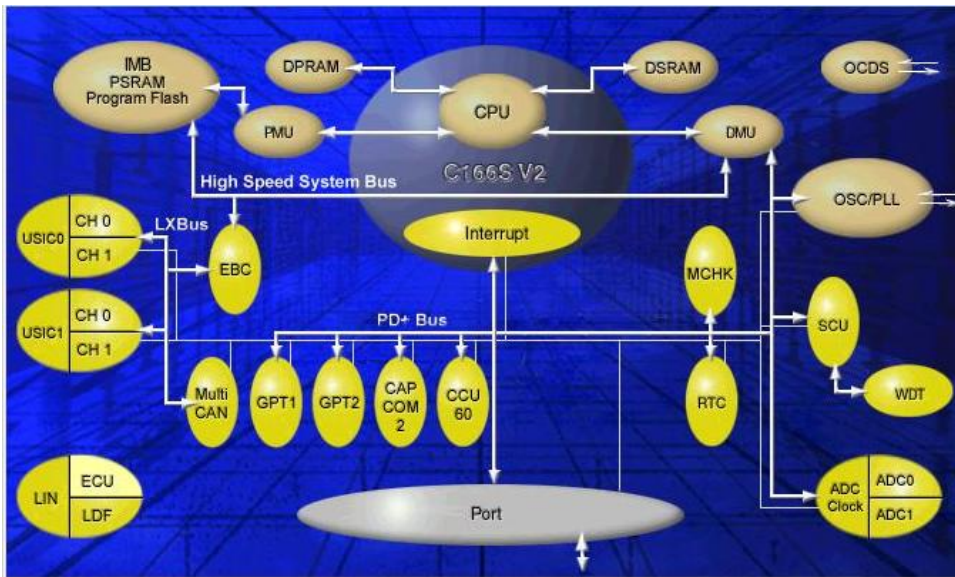 IMB
PSRAM
Program Flash
DPRAM
DSRAM
OCDS
CPU
PMU
DMU
C166S V2
High Speed System Bus
OSC/PLL
USIC0
CH 0
CH 1
LXBus
EBC
Interrupt
MCHK
USIC1
CH 0
CH 1
PD+ Bus
SCU
Multi
CAN
GPT1
GPT2
CAP
COM
2
CCU
60
RTC
WDT
LIN
ECU
LDF
Port
ADC
Clock
ADC0
ADC1